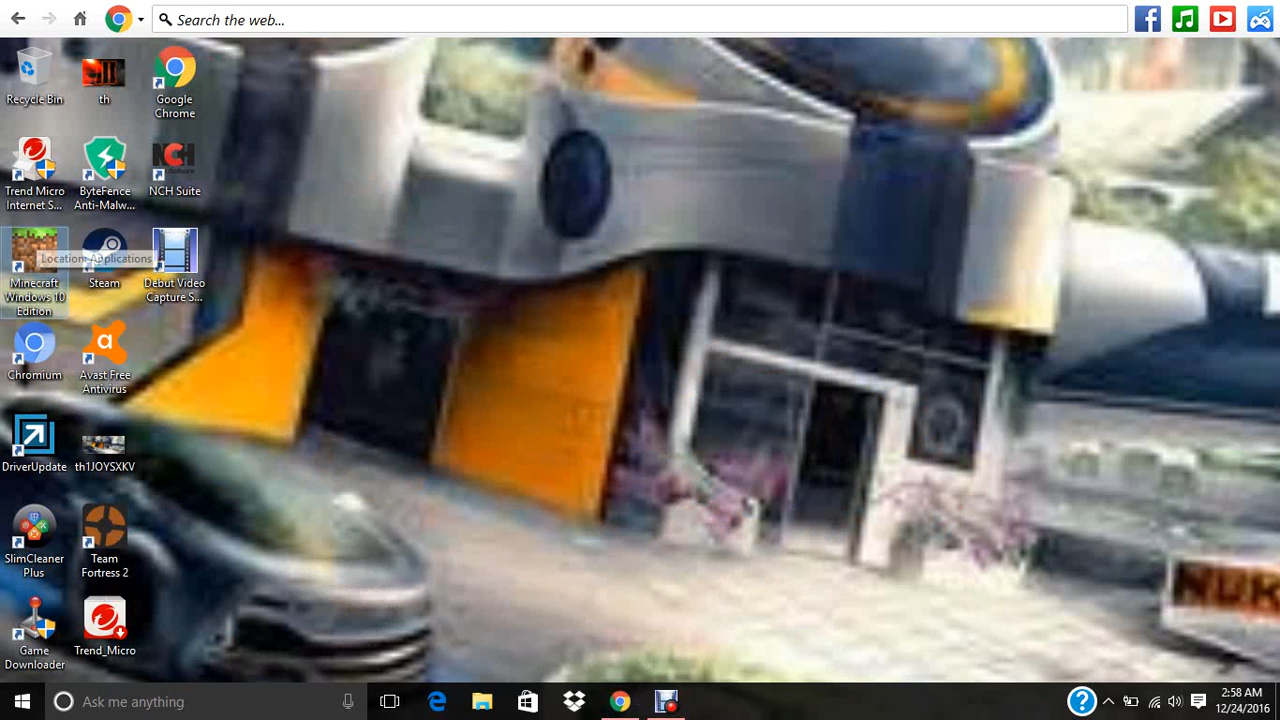 Search the web...
Recycle Bin
th
Google
Chrome
Trend Micro
Internet S...
ByteFence
Anti-Malw...
NCH
NCH Suite
Location: Applications
Minecraft
Windows 10
Edition
Steam
Debut Video
Capture S...
Chromium
Avast Free
Antivirus
DriverUpdate
th1JOYSXKV
SlimCleaner
Plus
Team
Fortress 2
Game
Downloader
Trend_Micro
Ask me anything
2:58 AM
12/24/2016